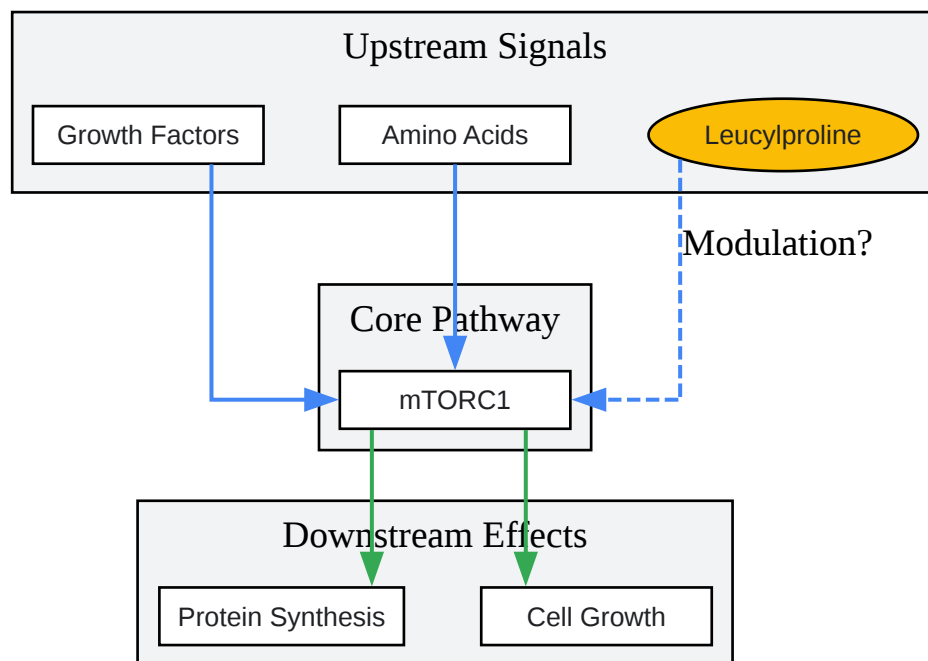 Upstream Signals
Growth Factors
Amino Acids
Leucylproline
Modulation?
Core Pathway
mTORC1
Downstream Effects
Protein Synthesis
Cell Growth